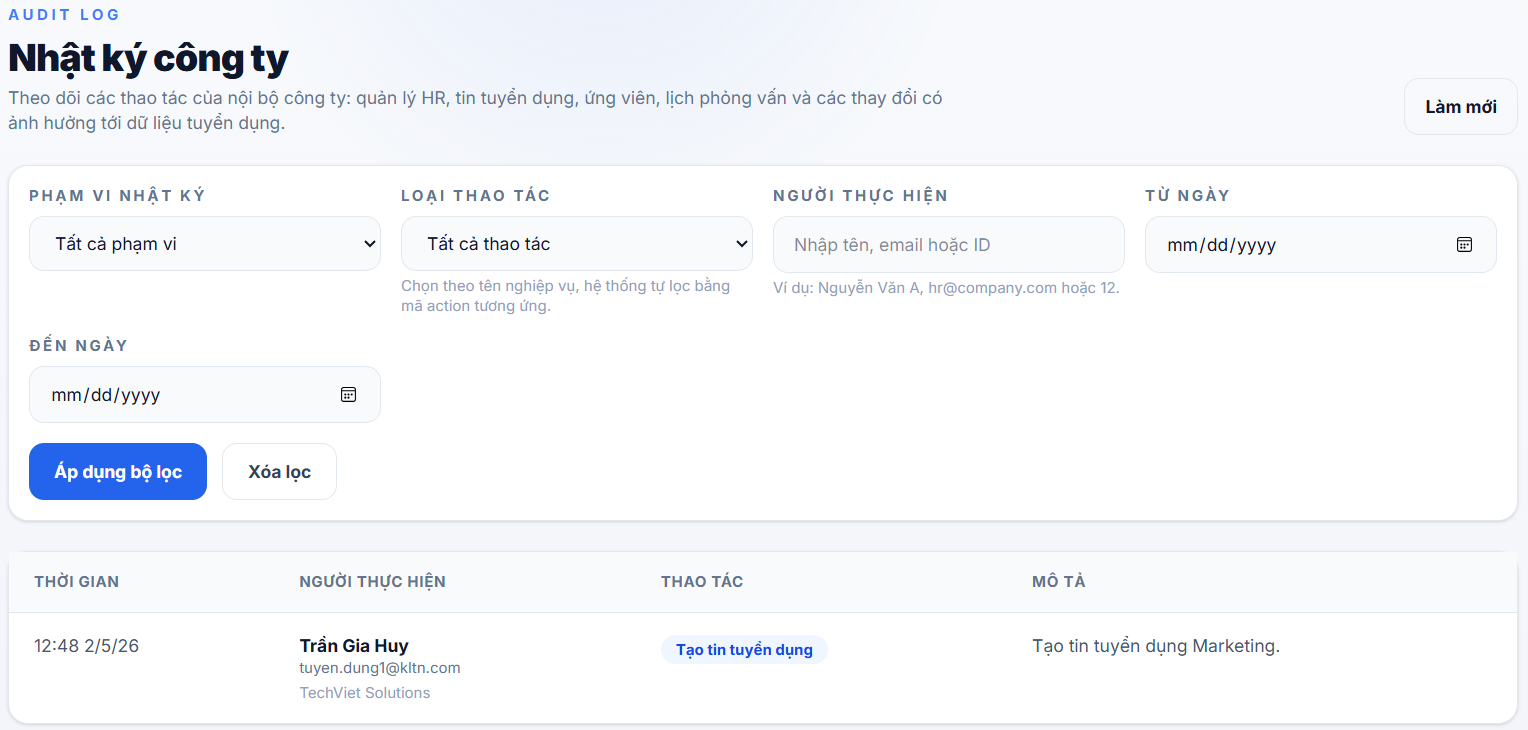 AUDIT LOG
Nhật ký công ty
Theo dõi các thao tác của nội bộ công ty: quản lý HR, tin tuyển dụng, ứng viên, lịch phỏng vấn và các thay đổi có
ảnh hưởng tới dữ liệu tuyển dụng.
Làm mới
PHẠM VI NHẬT KÝ
Tất cả phạm vi
LOẠI THAO TÁC
Tất cả thao tác
Chọn theo tên nghiệp vụ, hệ thống tự lọc bằng
mã action tương ứng.
NGƯỜI THỰC HIỆN
Nhập tên, email hoặc ID
Ví dụ: Nguyễn Văn A, hr@company.com hoặc 12.
TỪ NGÀY
mm/dd/yyyy
ĐẾN NGÀY
mm/dd/yyyy
Áp dụng bộ lọc
Xóa lọc
THỜI GIAN
NGƯỜI THỰC HIỆN
THAO TÁC
MÔ TẢ
12:48 2/5/26
Trần Gia Huy
tuyen.dung1@kltn.com
TechViet Solutions
Tạo tin tuyển dụng
Tạo tin tuyển dụng Marketing.